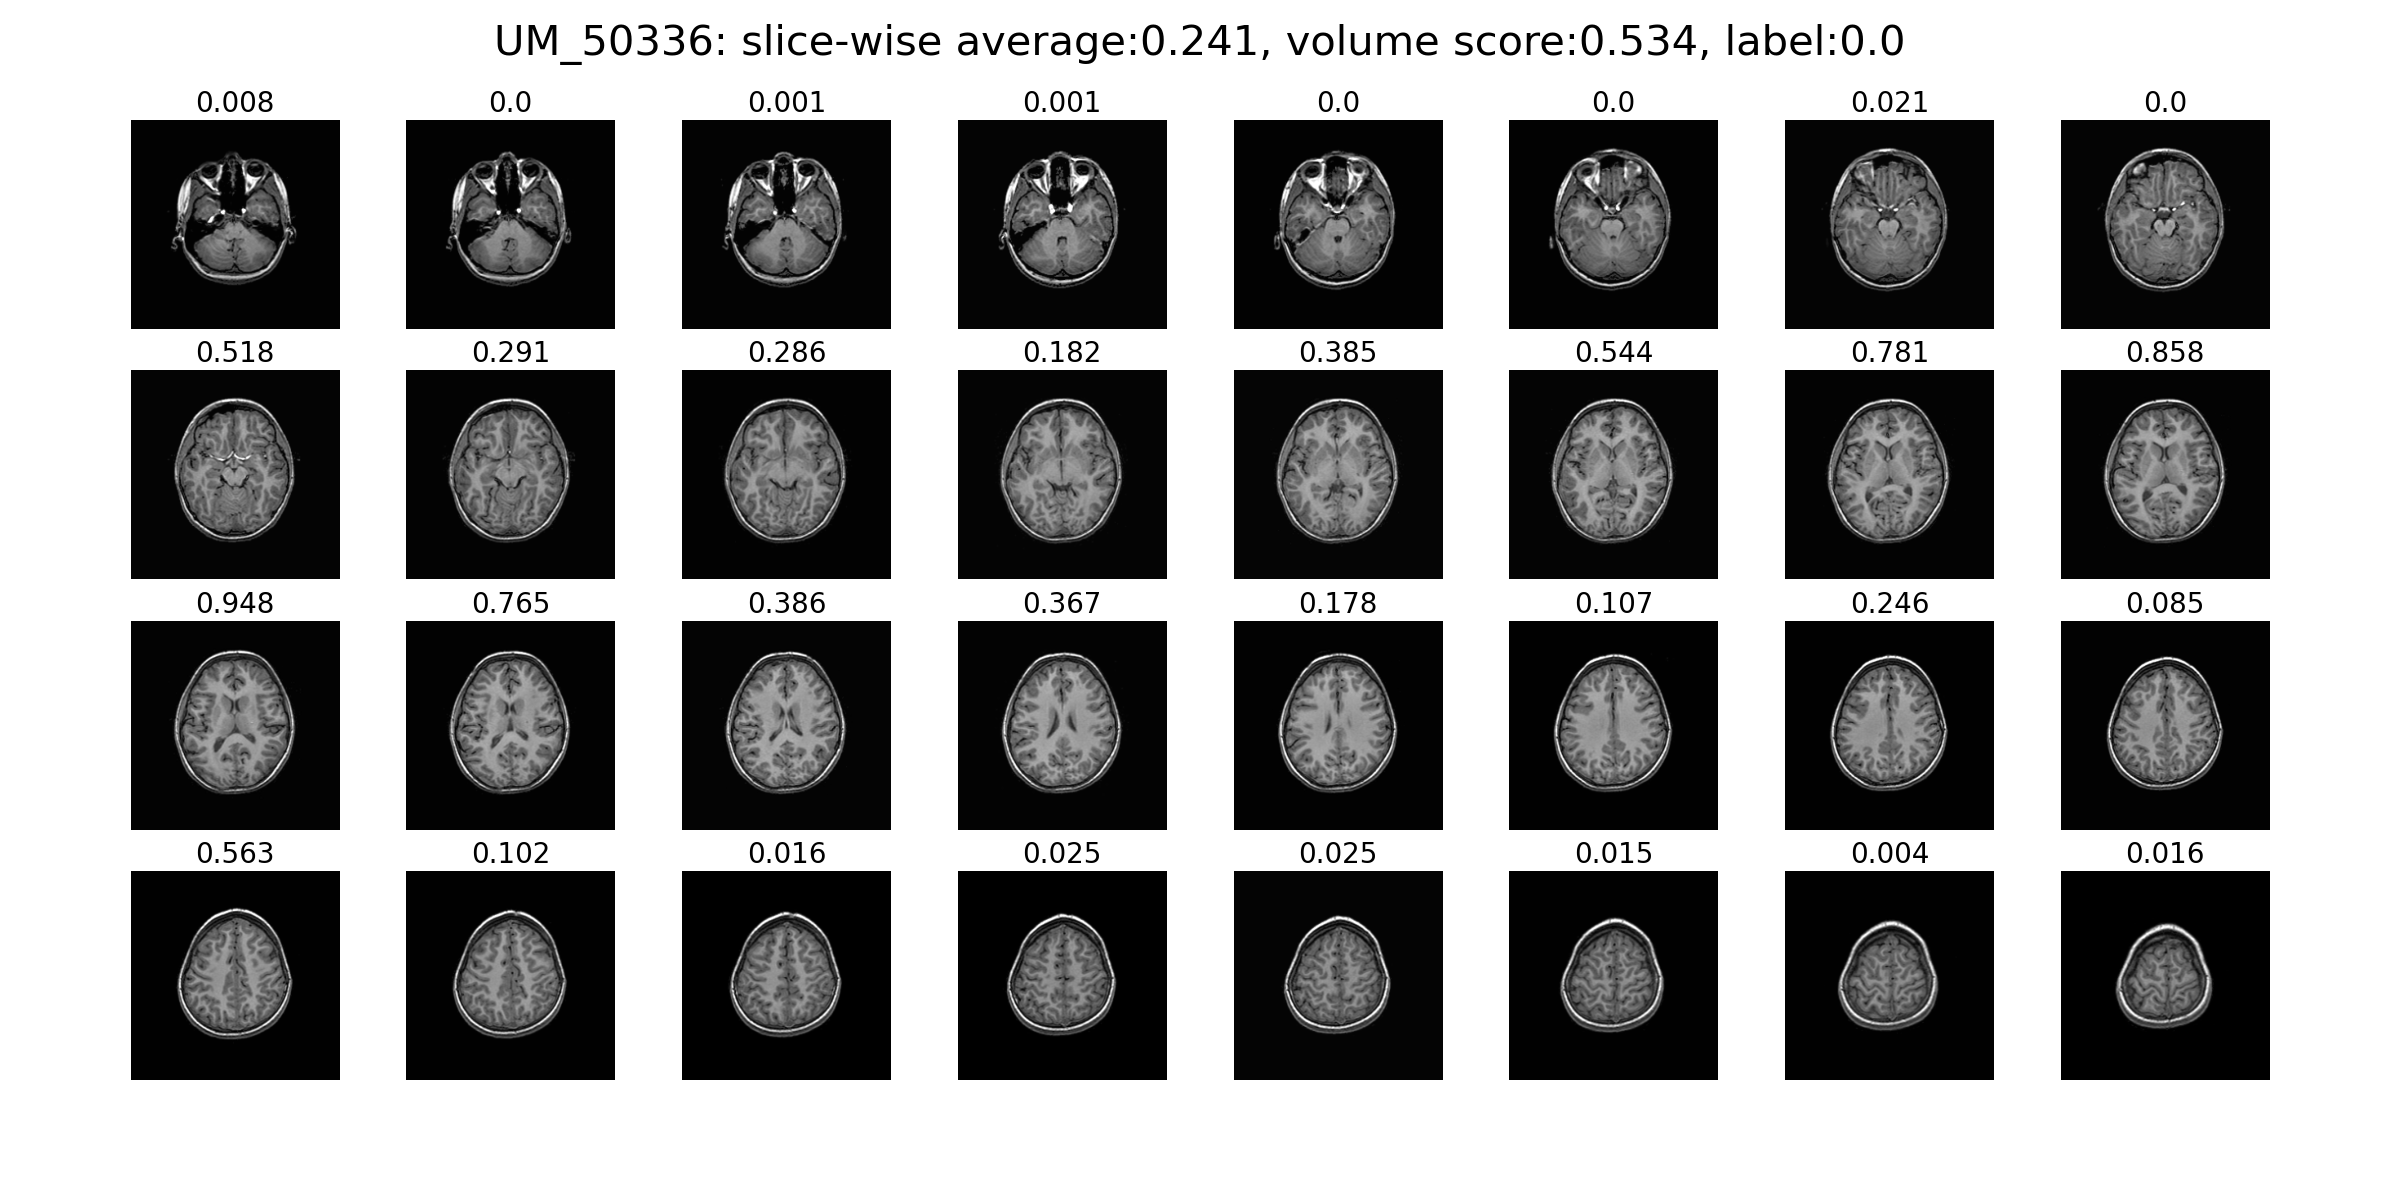 UM_50336: slice-wise average:0.241, volume score:0.534, label:0.0
0.008 0.0 0.001 0.001 0.0 0.0 0.021 0.0
0.518 0.291 0.286 0.182 0.385 0.544 0.781 0.858
0.948 0.765 0.386 0.367 0.178 0.107 0.246 0.085
0.563 0.102 0.016 0.025 0.025 0.015 0.004 0.016